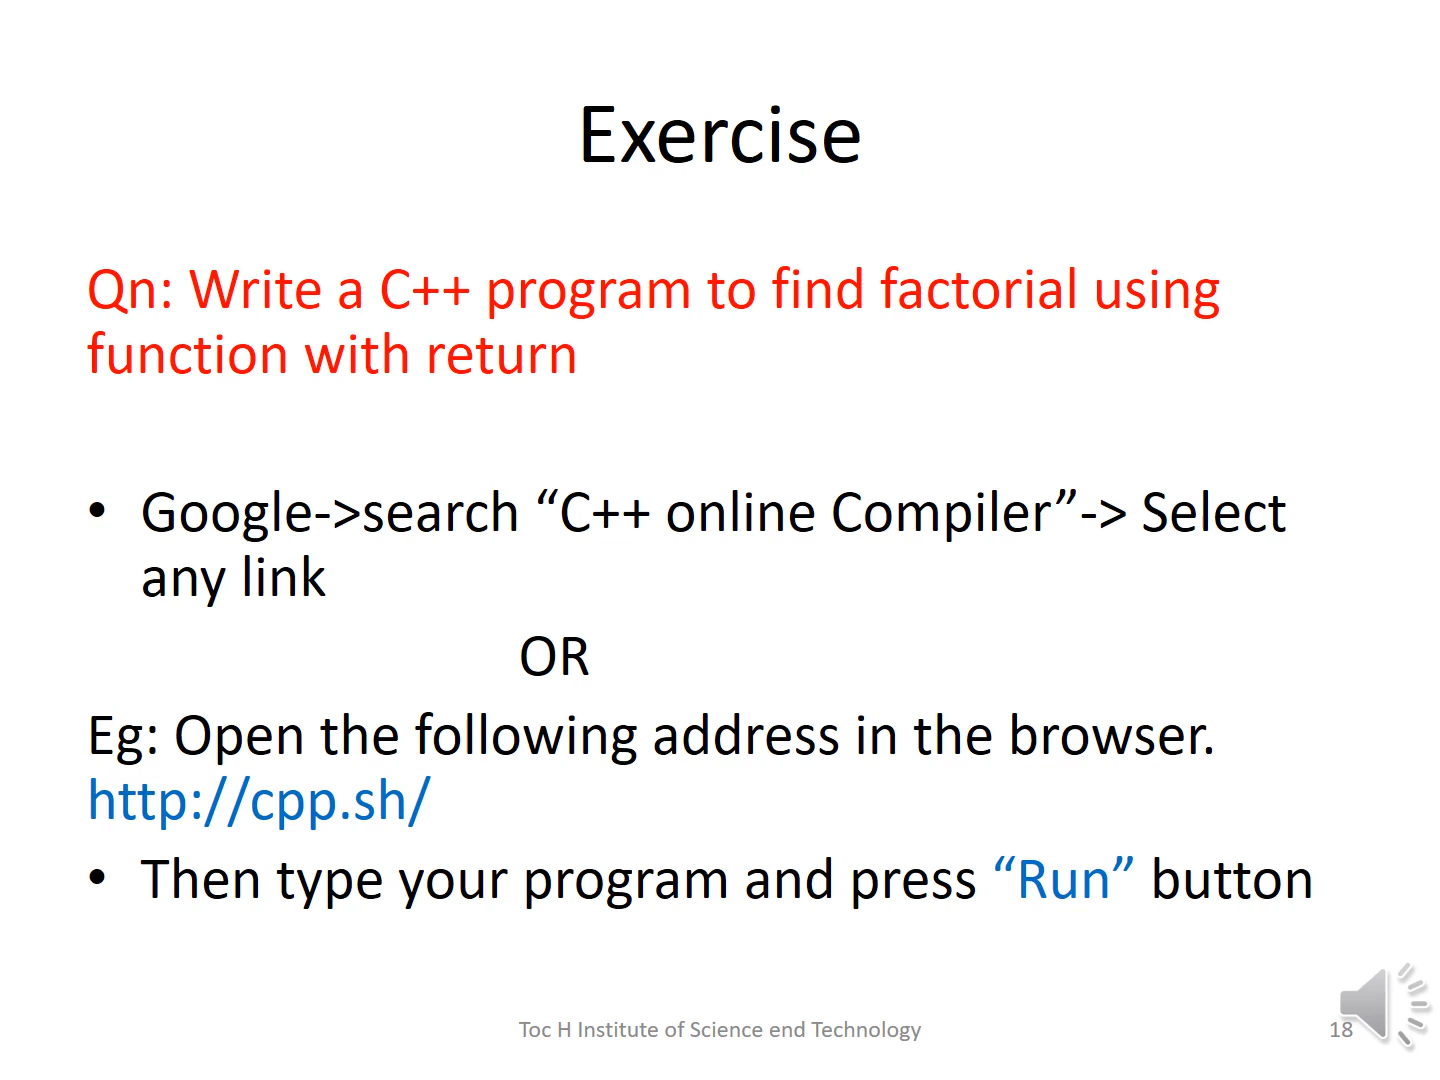 Exercise
Qn: Write a C++ program to find factorial using
function with return
• Google->search “C++ online Compiler”-> Select
any link
OR
Eg: Open the following address in the browser.
http://cpp.sh/
• Then type your program and press “Run” button
Toc H Institute of Science end Technology
18